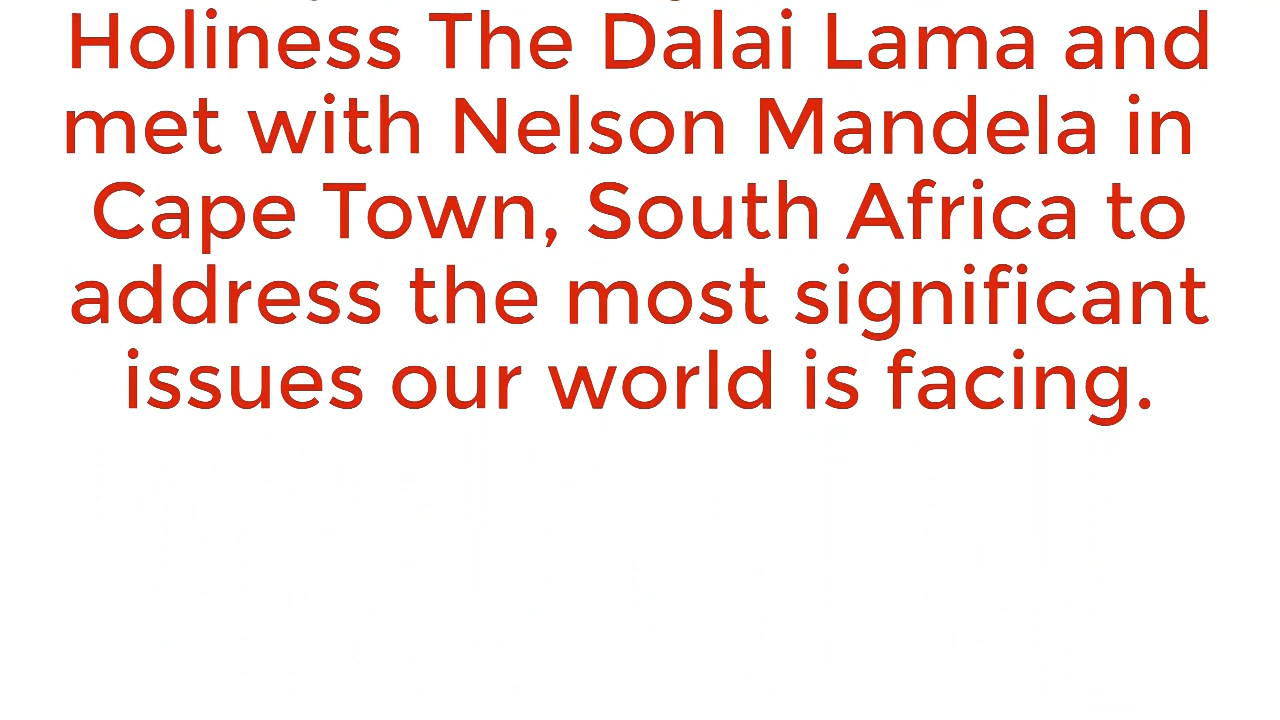 Holiness The Dalai Lama and
met with Nelson Mandela in
Cape Town, South Africa to
address the most significant
issues our world is facing.